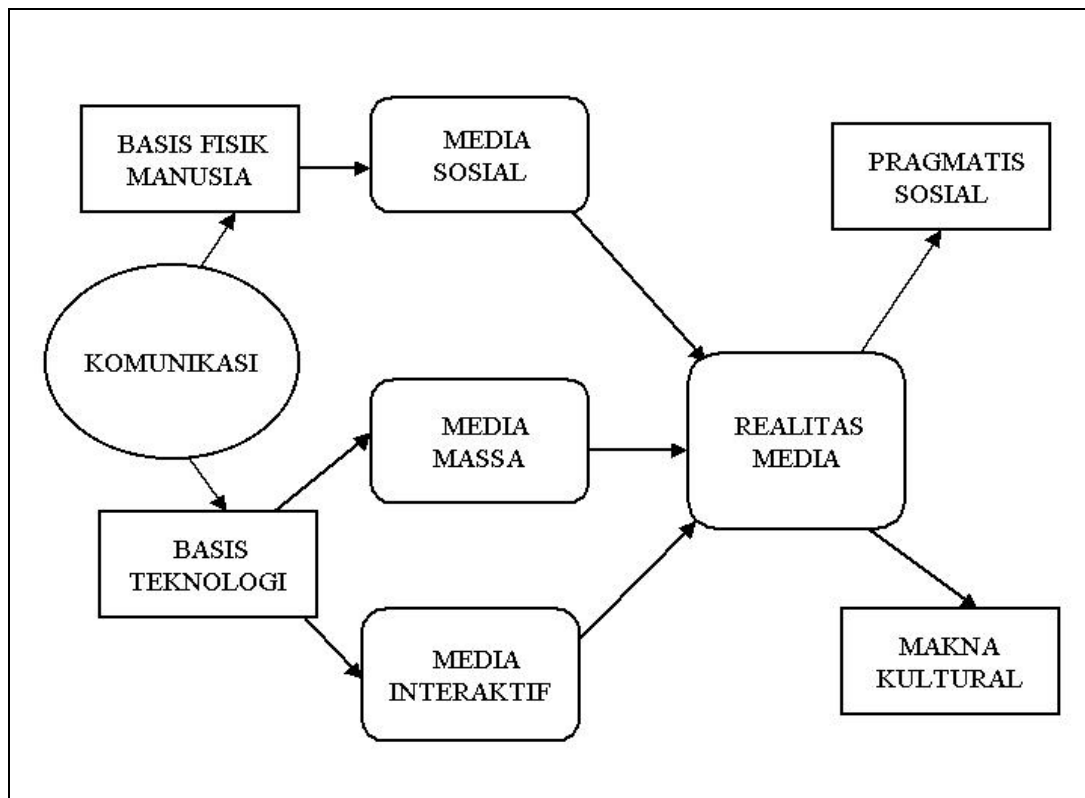 BASIS FISIK
MANUSIA
MEDIA
SOSIAL
PRAGMATIS
SOSIAL
KOMUNIKASI
MEDIA
MASSA
REALITAS
MEDIA
BASIS
TEKNOLOGI
MEDIA
INTERAKTIF
MAKNA
KULTURAL